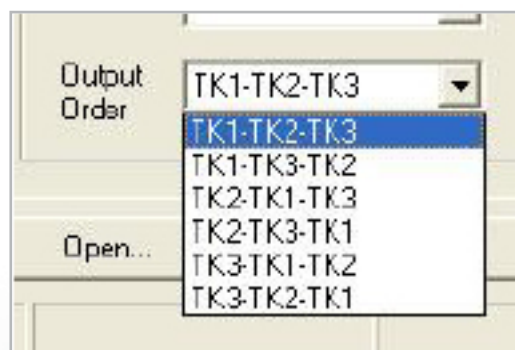 Output
Order
TK1-TK2-TK3
TK1-TK2-TK3
TK1-TK3-TK2
TK2-TK1-TK3
TK2-TK3-TK1
TK3-TK1-TK2
TK3-TK2-TK1
Open...